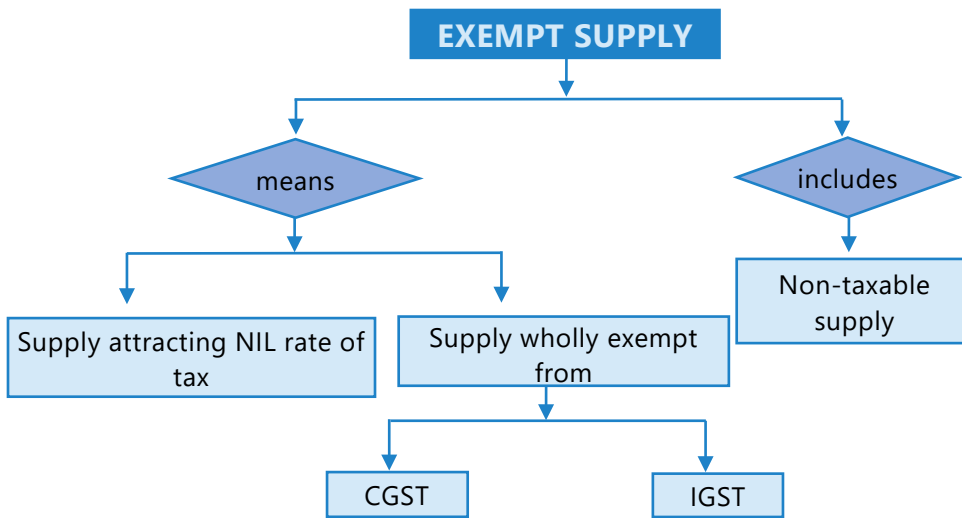 EXEMPT SUPPLY
means
includes
Supply attracting NIL rate of
tax
Supply wholly exempt
from
Non-taxable
supply
CGST
IGST